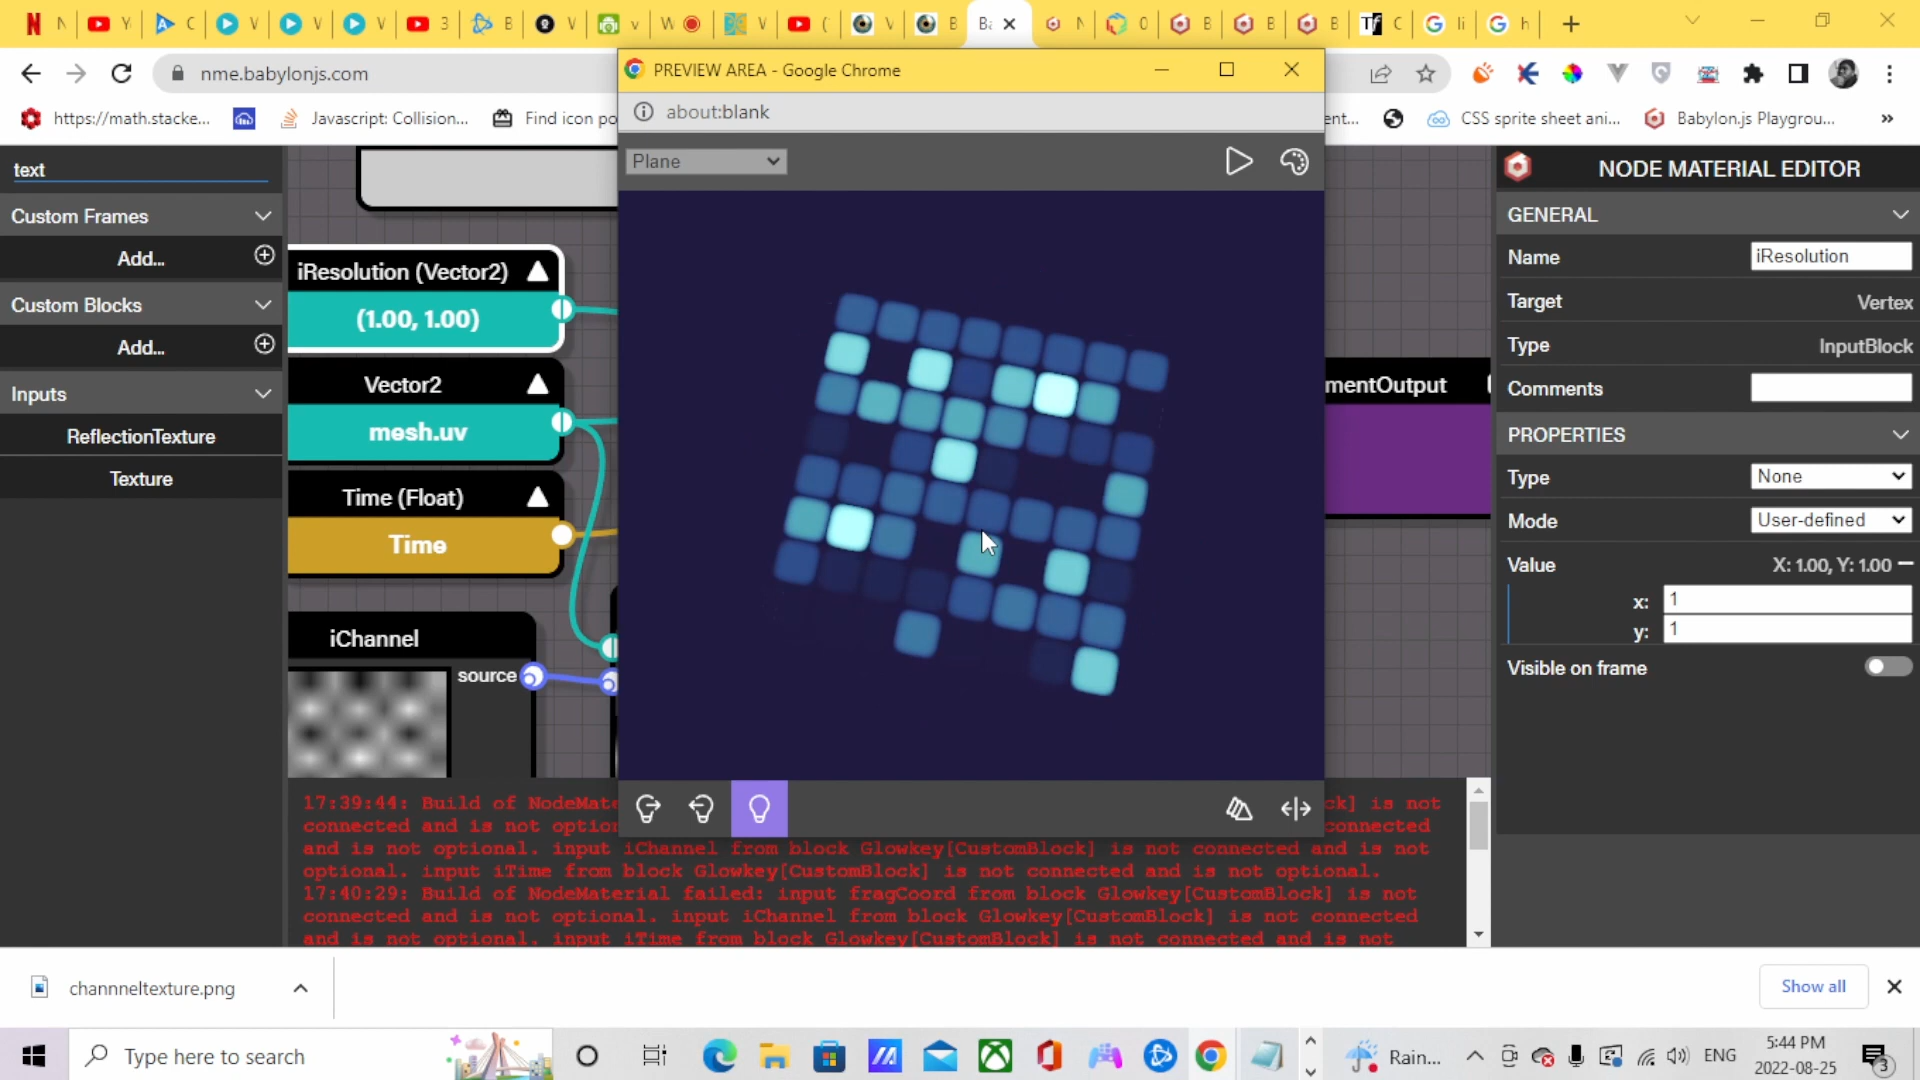 nme.babylonjs.com
https://math.stacke...
Javascript: Collision...
Find icon po
ent...
CSS sprite sheet ani...
Babylon.js Playgrou...
PREVIEW AREA - Google Chrome
about:blank
Plane
text
Custom Frames
Add...
Custom Blocks
Add...
Inputs
ReflectionTexture
Texture
iResolution (Vector2)
(1.00, 1.00)
Vector2
mesh.uv
Time (Float)
Time
iChannel
source
mentOutput
NODE MATERIAL EDITOR
GENERAL
Name
iResolution
Target
Vertex
Type
InputBlock
Comments
PROPERTIES
Type
None
Mode
User-defined
Value
X: 1.00, Y: 1.00
x:
1
y:
1
Visible on frame
17:39:44: Build of NodeMate ck] is not
connected and is not option connected
and is not optional. input iChannel from block Glowkey[CustomBlock] is not connected and is not
optional. input iTime from block Glowkey[CustomBlock] is not connected and is not optional.
17:40:29: Build of NodeMaterial failed: input fragCoord from block Glowkey[CustomBlock] is not
connected and is not optional. input iChannel from block Glowkey[CustomBlock] is not connected
and is not optional. input iTime from block Glowkey[CustomBlock] is not connected and is not
channneltexture.png
Show all
Type here to search
Rain...
ENG
5:44 PM
2022-08-25
3